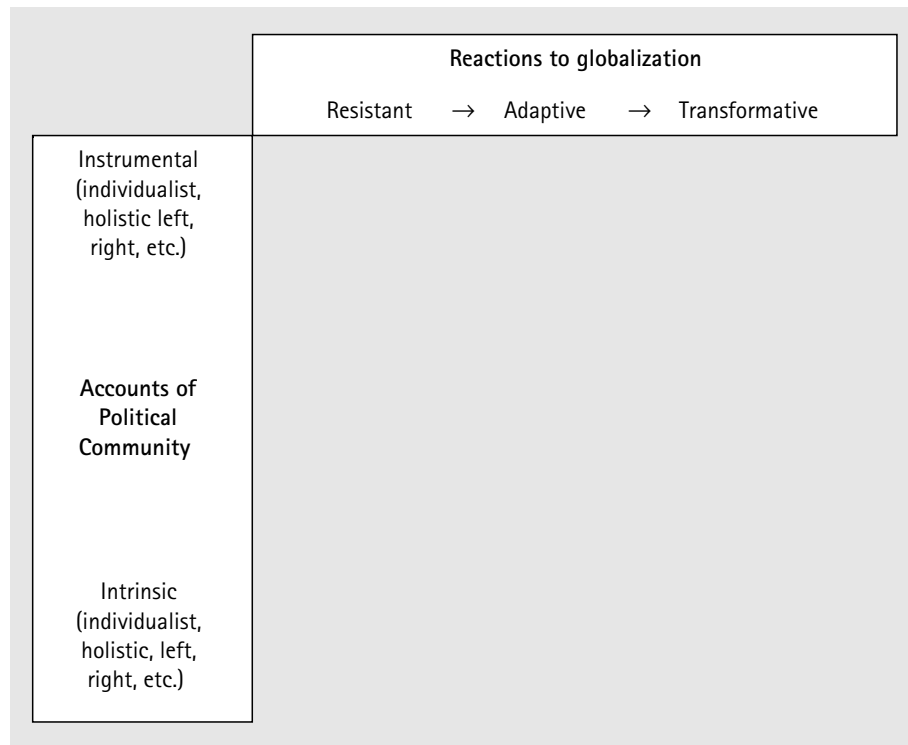 Reactions to globalization
Resistant → Adaptive → Transformative
Instrumental
(individualist,
holistic left,
right, etc.)
Accounts of
Political
Community
Intrinsic
(individualist,
holistic, left,
right, etc.)